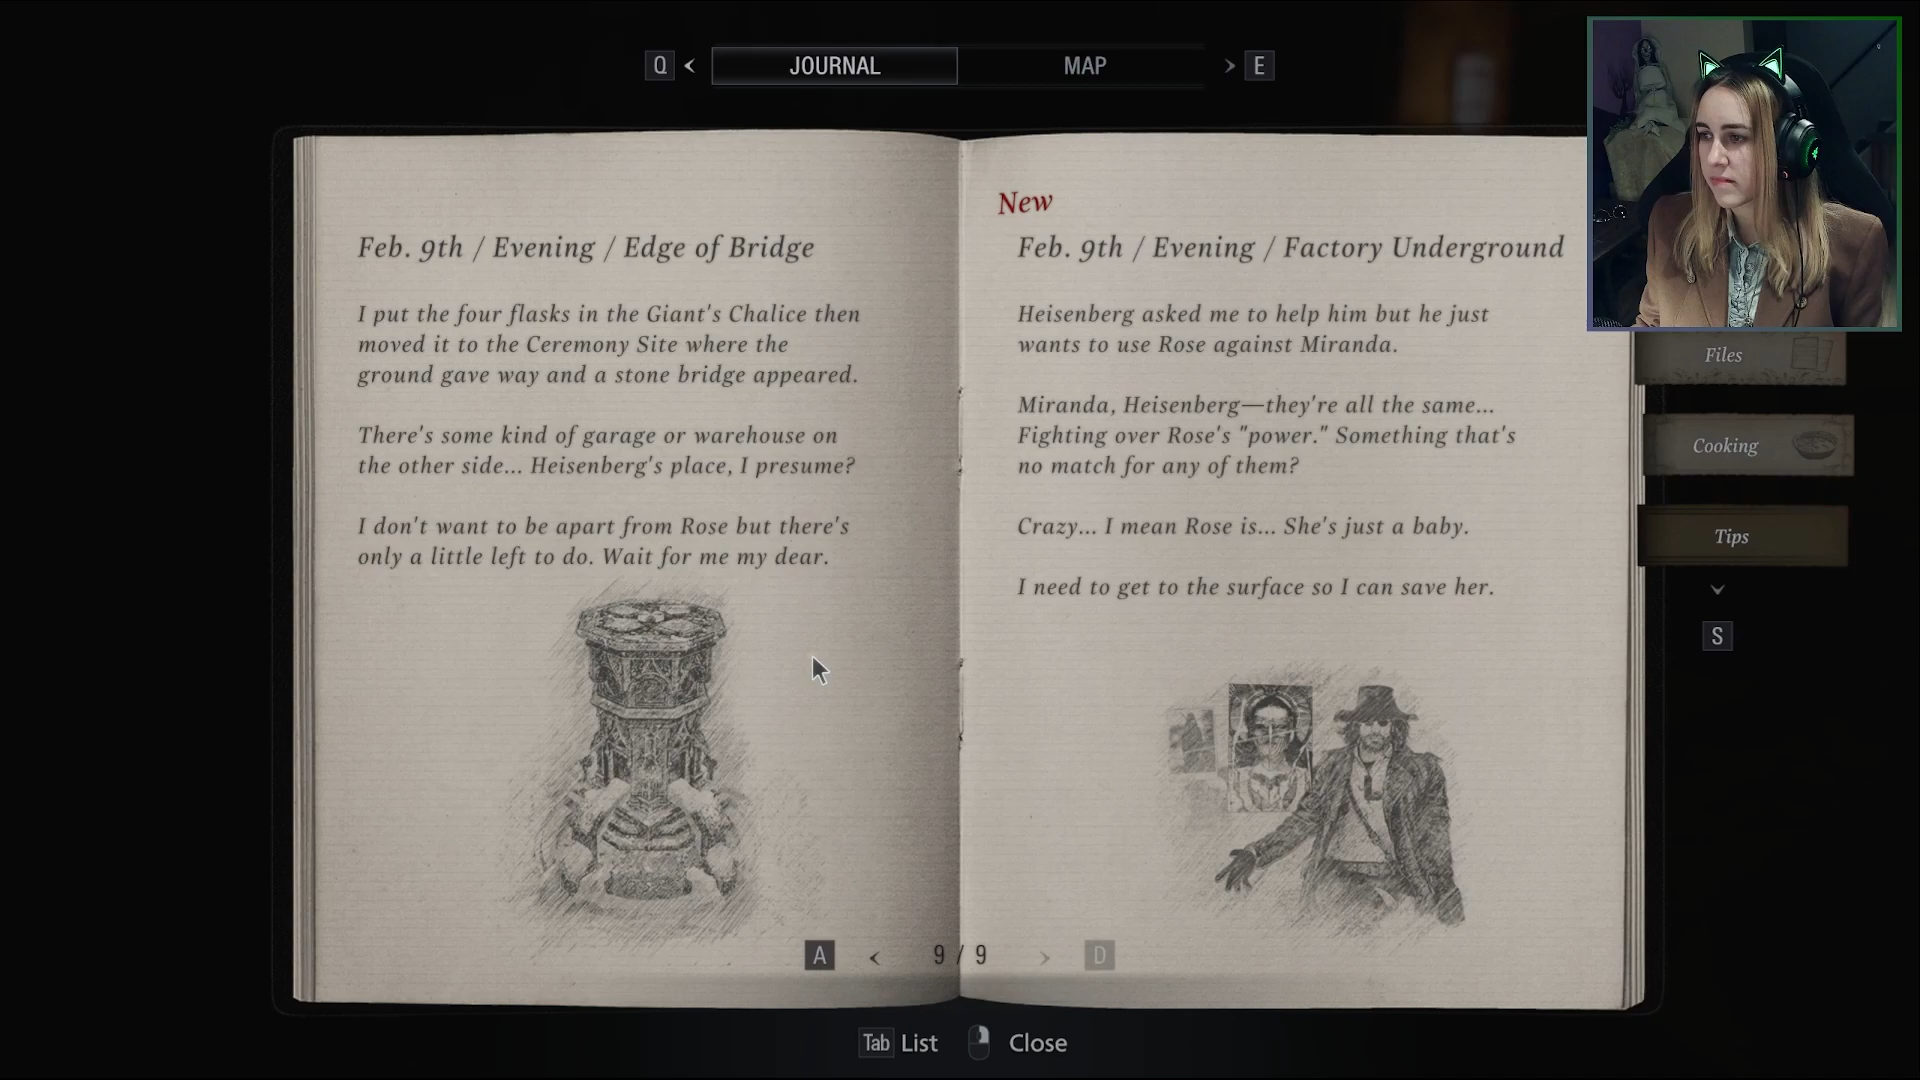 Q < JOURNAL MAP > E
New
Feb. 9th / Evening / Edge of Bridge
I put the four flasks in the Giant's Chalice then
moved it to the Ceremony Site where the
ground gave way and a stone bridge appeared.
There's some kind of garage or warehouse on
the other side... Heisenberg's place, I presume?
I don't want to be apart from Rose but there's
only a little left to do. Wait for me my dear.
Feb. 9th / Evening / Factory Underground
Heisenberg asked me to help him but he just
wants to use Rose against Miranda.
Miranda, Heisenberg—they're all the same...
Fighting over Rose's "power." Something that's
no match for any of them?
Crazy... I mean Rose is... She's just a baby.
I need to get to the surface so I can save her.
Files
Cooking
Tips
S
A < 9 / 9 > D
Tab List Close